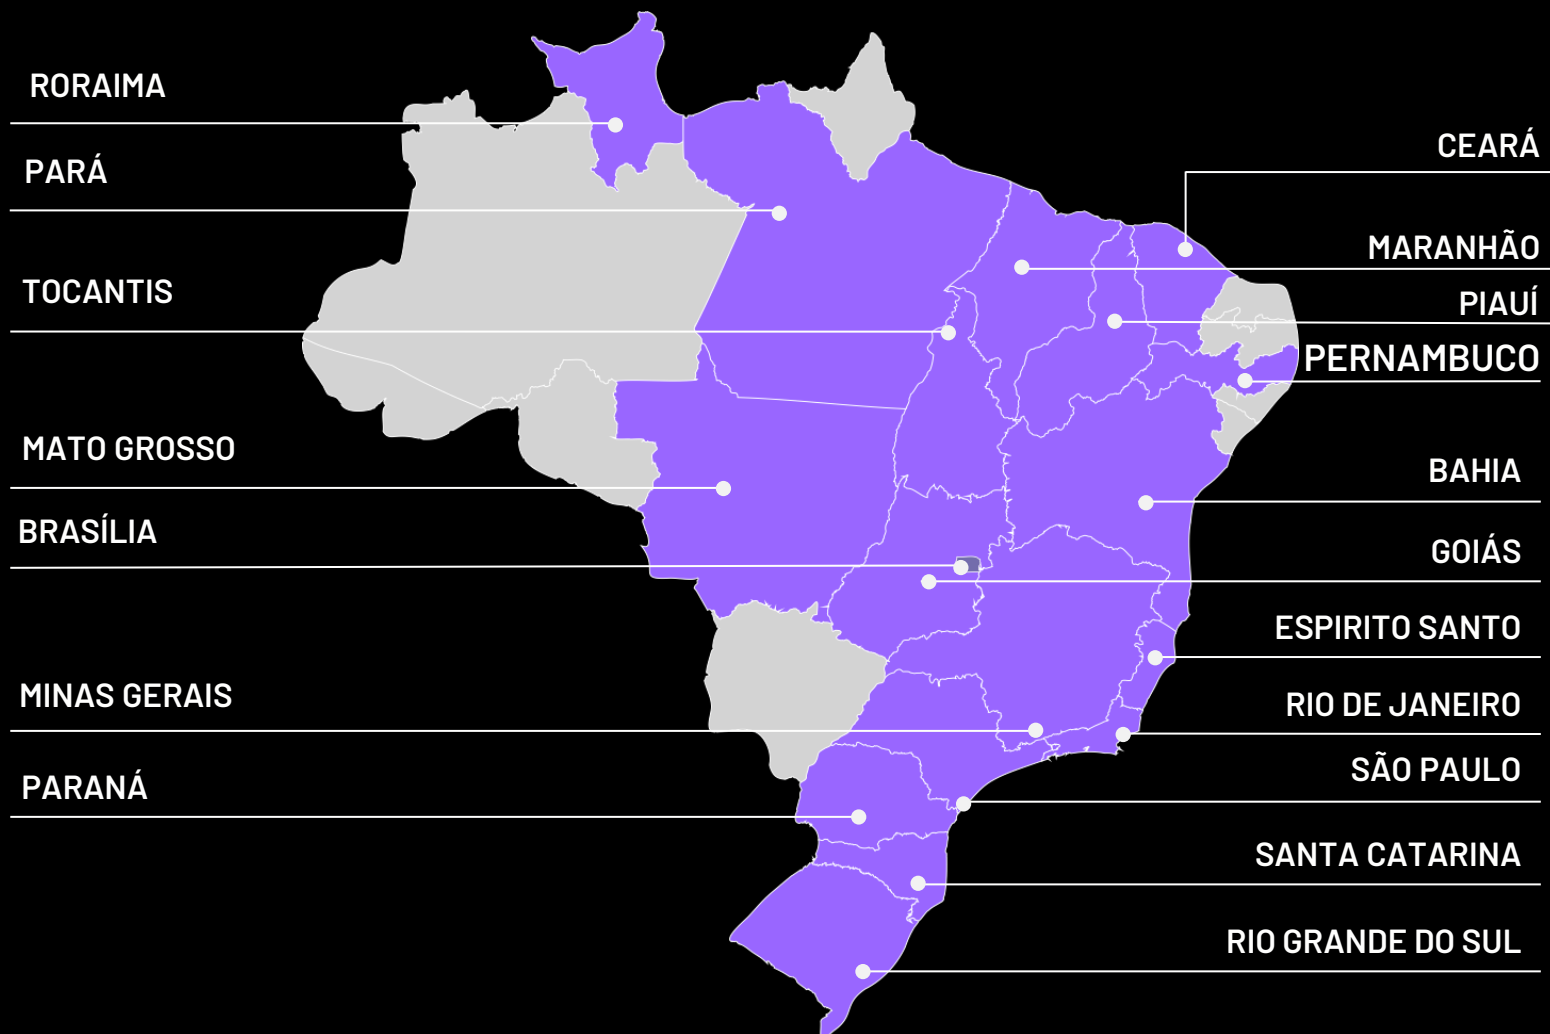 RORAIMA
PARÁ
TOCANTIS
MATO GROSSO
BRASÍLIA
MINAS GERAIS
PARANÁ
CEARÁ
MARANHÃO
PIAUÍ
PERNAMBUCO
BAHIA
GOIÁS
ESPIRITO SANTO
RIO DE JANEIRO
SÃO PAULO
SANTA CATARINA
RIO GRANDE DO SUL